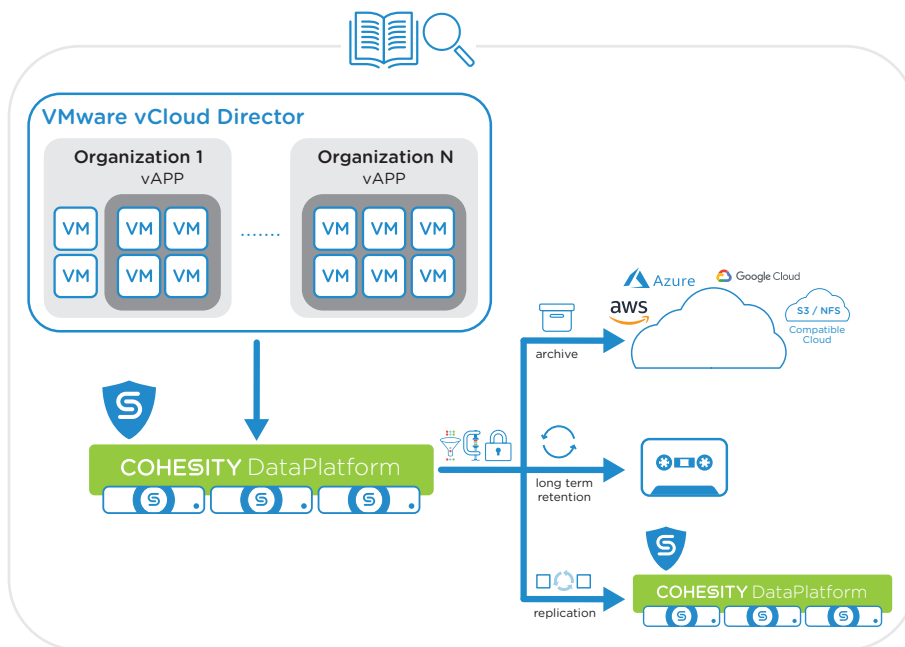 VMware vCloud Director
Organization 1
vAPP
VM VM VM
VM VM VM
.......
Organization N
vAPP
VM VM VM
VM VM VM
Azure
Google Cloud
aws
S3 / NFS
Compatible
Cloud
archive
COHESITY DataPlatform
long term
retention
replication
COHESITY DataPlatform